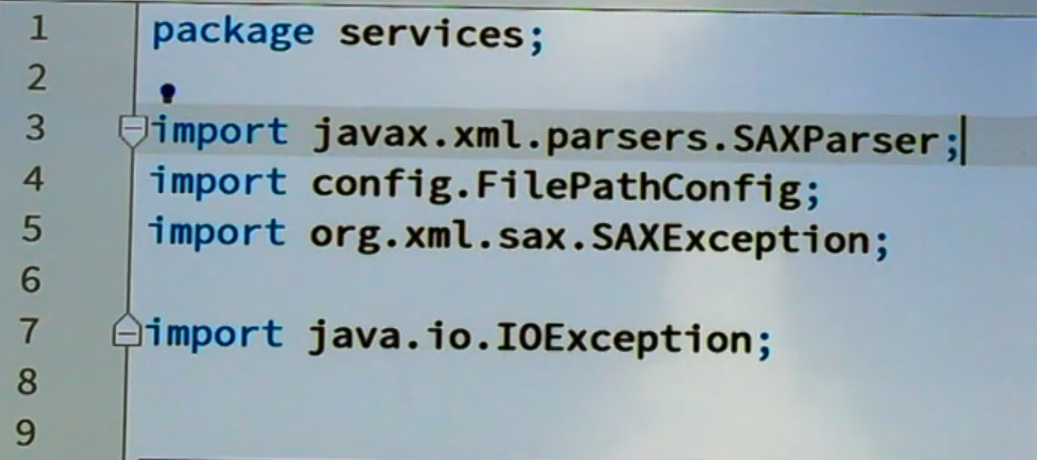 1 package services;
2
3 import javax.xml.parsers.SAXParser;
4 import config.FilePathConfig;
5 import org.xml.sax.SAXException;
6
7 import java.io.IOException;
8
9